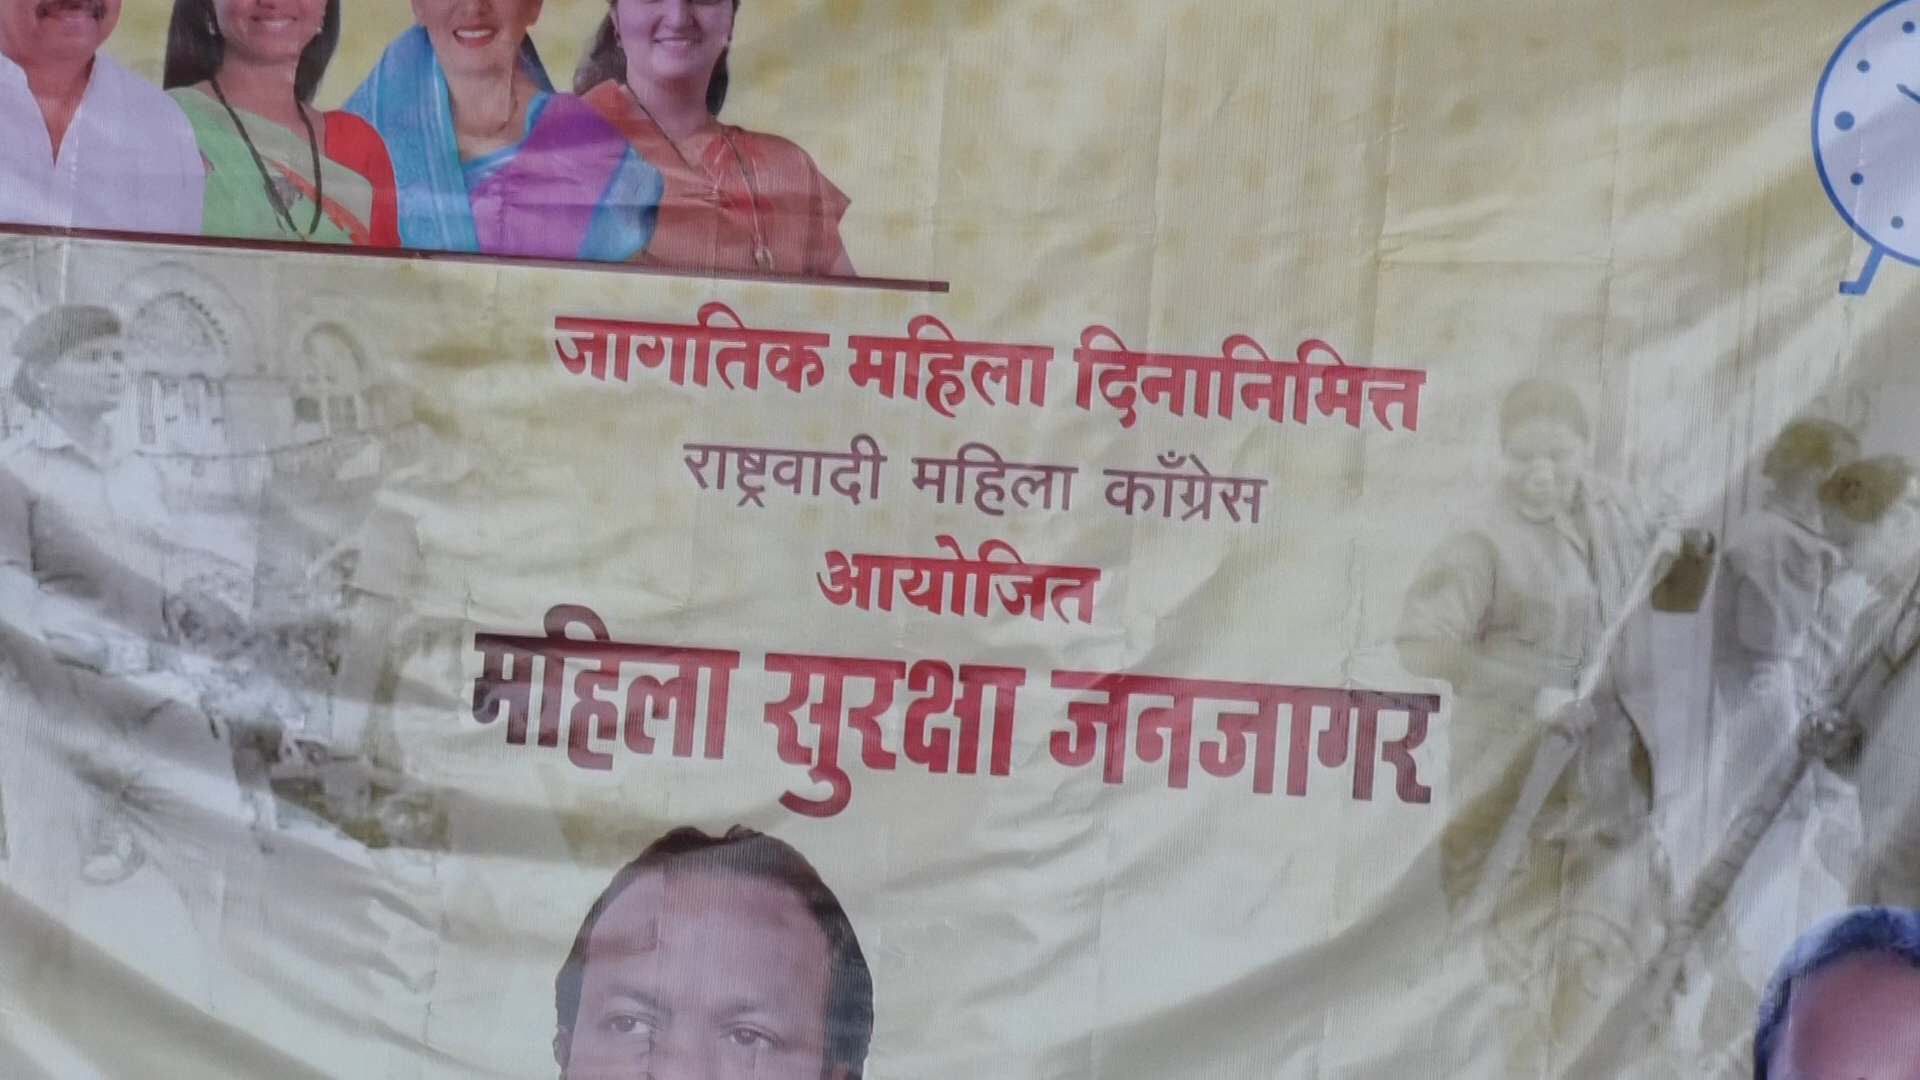 जागतिक महिला दिनानिमित्त
राष्ट्रवादी महिला काँग्रेस
आयोजित
महिला सुरक्षा जनजागर